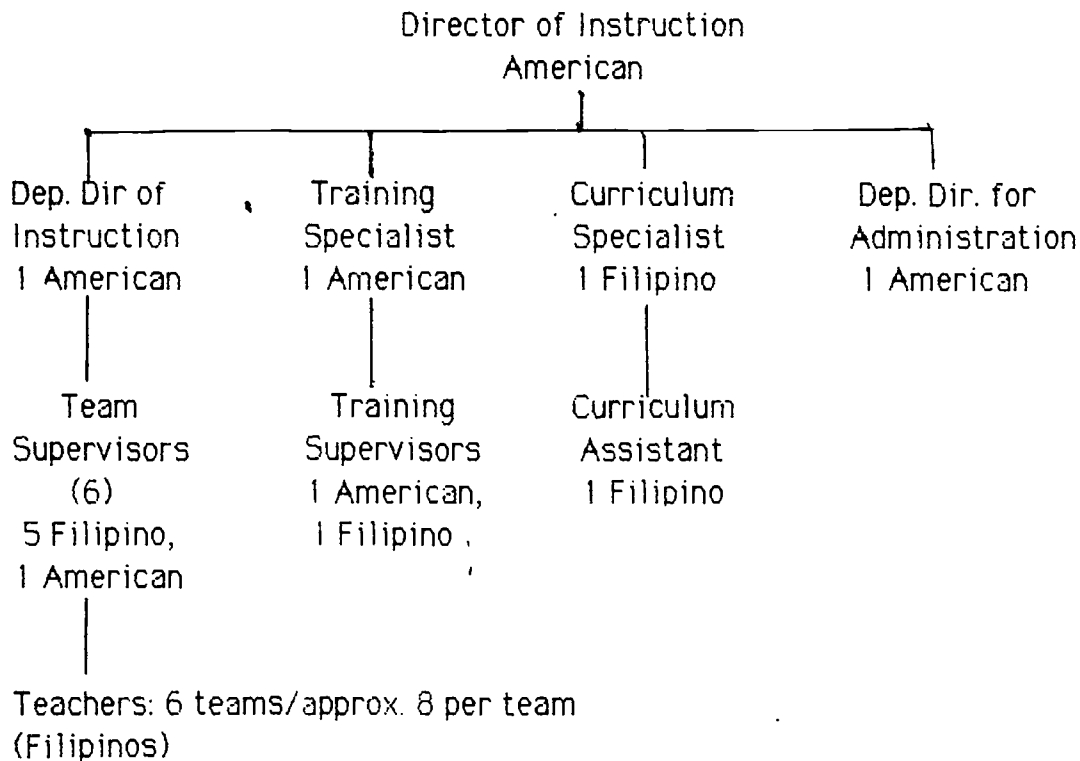 Director of Instruction
American
Dep. Dir of
Instruction
1 American
Training
Specialist
1 American
Curriculum
Specialist
1 Filipino
Dep. Dir. for
Administration
1 American
Team
Supervisors
(6)
5 Filipino,
1 American
Training
Supervisors
1 American,
1 Filipino
Curriculum
Assistant
1 Filipino
Teachers: 6 teams/approx. 8 per team
(Filipinos)